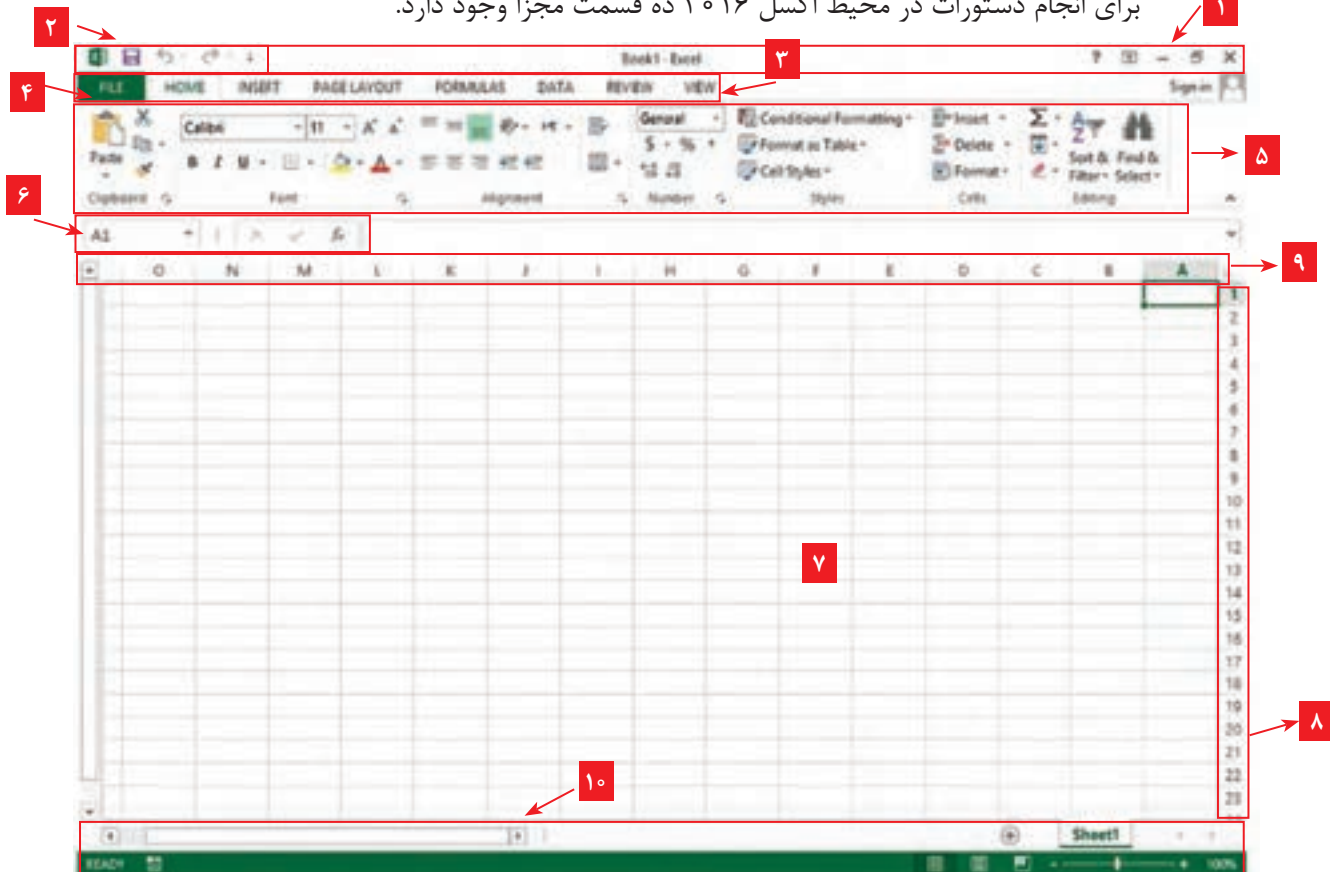 برای انجام دستورات در محیط اکسل ۲۰۱۶ ده قسمت مجزا وجود دارد.
۱
۲
Book1 - Excel
?
۳
۴
FILE HOME INSERT PAGE LAYOUT FORMULAS DATA REVIEW VIEW
Sign in
Calibri 11
General
Conditional Formatting
Insert
Paste
B I U
$ %
Format as Table
Delete
Sort & Find &
Cell Styles
Format
Filter Select
Clipboard
Font
Alignment
Number
Styles
Cells
Editing
۵
۶
A1
fx
O N M L K J I H G F E D C B A
۹
1
2
3
4
5
6
7
8
9
10
11
12
۷
13
14
15
16
17
18
19
20
۸
21
22
23
۱۰
Sheet1
READY
100%